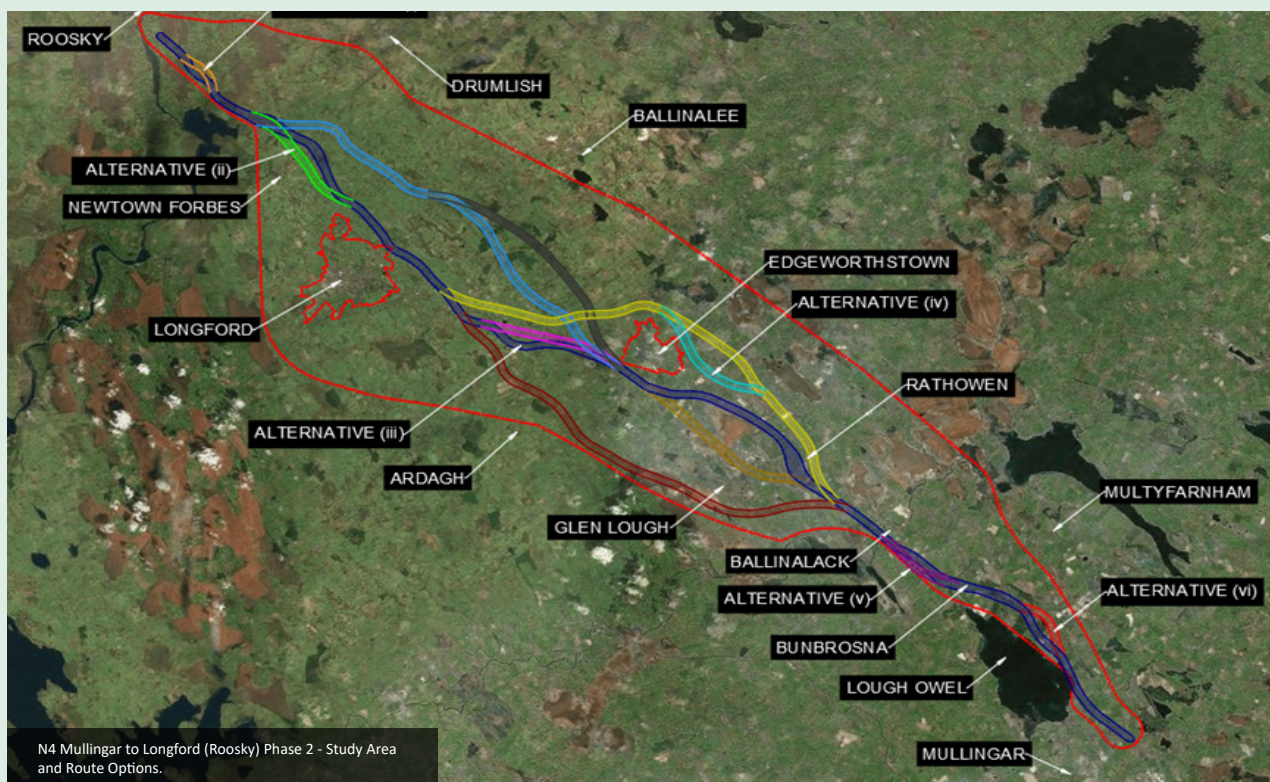 ROOSKY
DRUMLISH
BALLINALEE
ALTERNATIVE (ii)
NEWTOWN FORBES
EDGEWORTHSTOWN
ALTERNATIVE (iv)
LONGFORD
RATHOWEN
ALTERNATIVE (iii)
ARDAGH
MULTYFARNHAM
GLEN LOUGH
BALLINALACK
ALTERNATIVE (v)
ALTERNATIVE (vi)
BUNBROSNA
LOUGH OWEL
MULLINGAR
N4 Mullingar to Longford (Roosky) Phase 2 - Study Area
and Route Options.